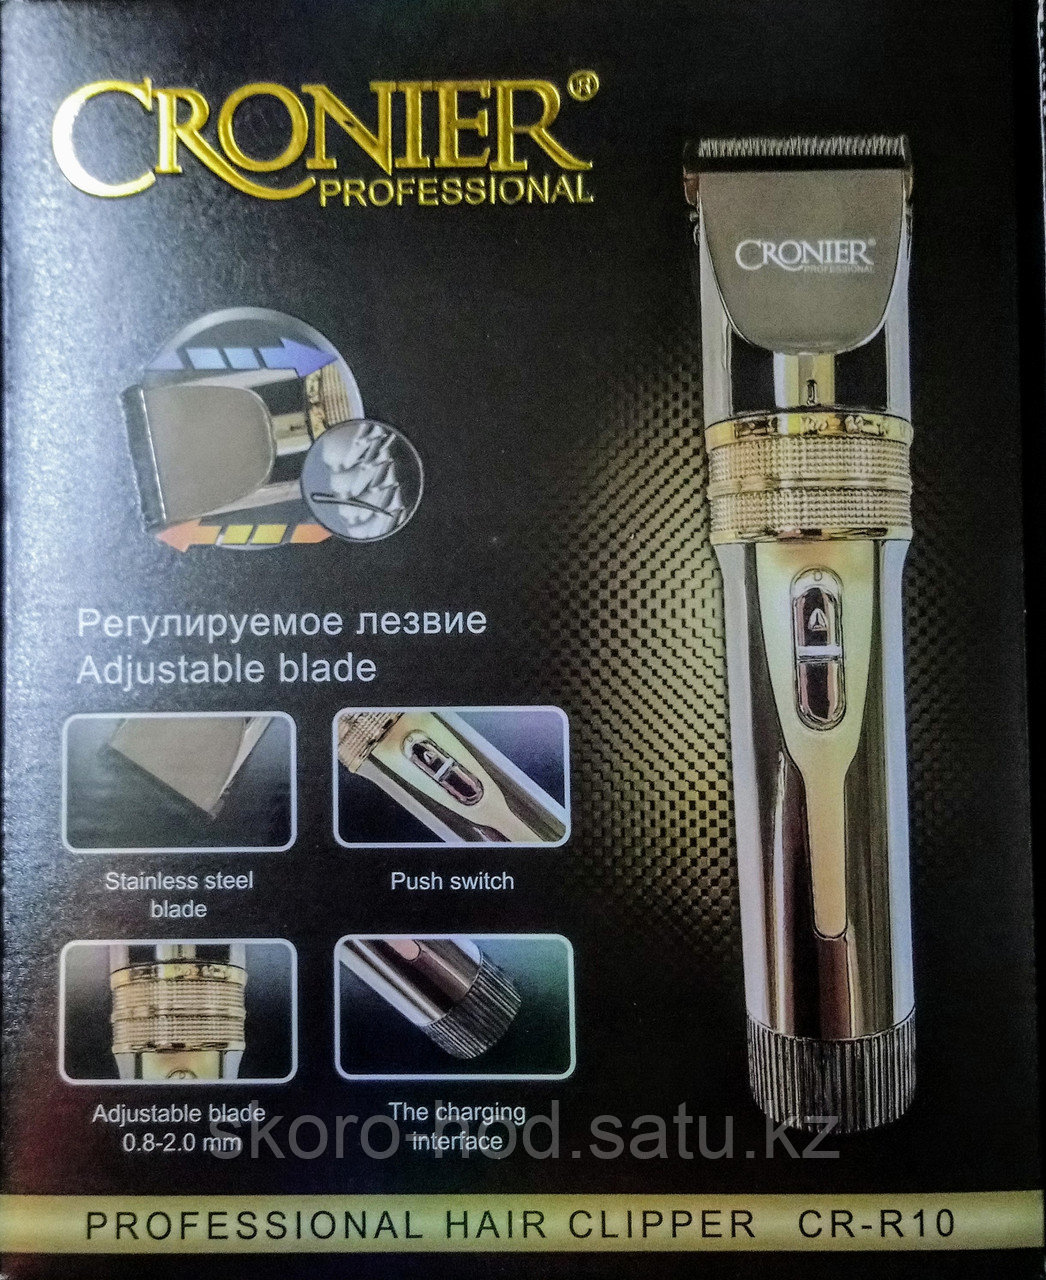 CRONIER®
PROFESSIONAL
CRONIER®
PROFESSIONAL
Регулируемое лезвие
Adjustable blade
Stainless steel
blade
Push switch
Adjustable blade
0.8-2.0 mm
The charging
interface
skoro-hod.satu.kz
PROFESSIONAL HAIR CLIPPER CR-R10